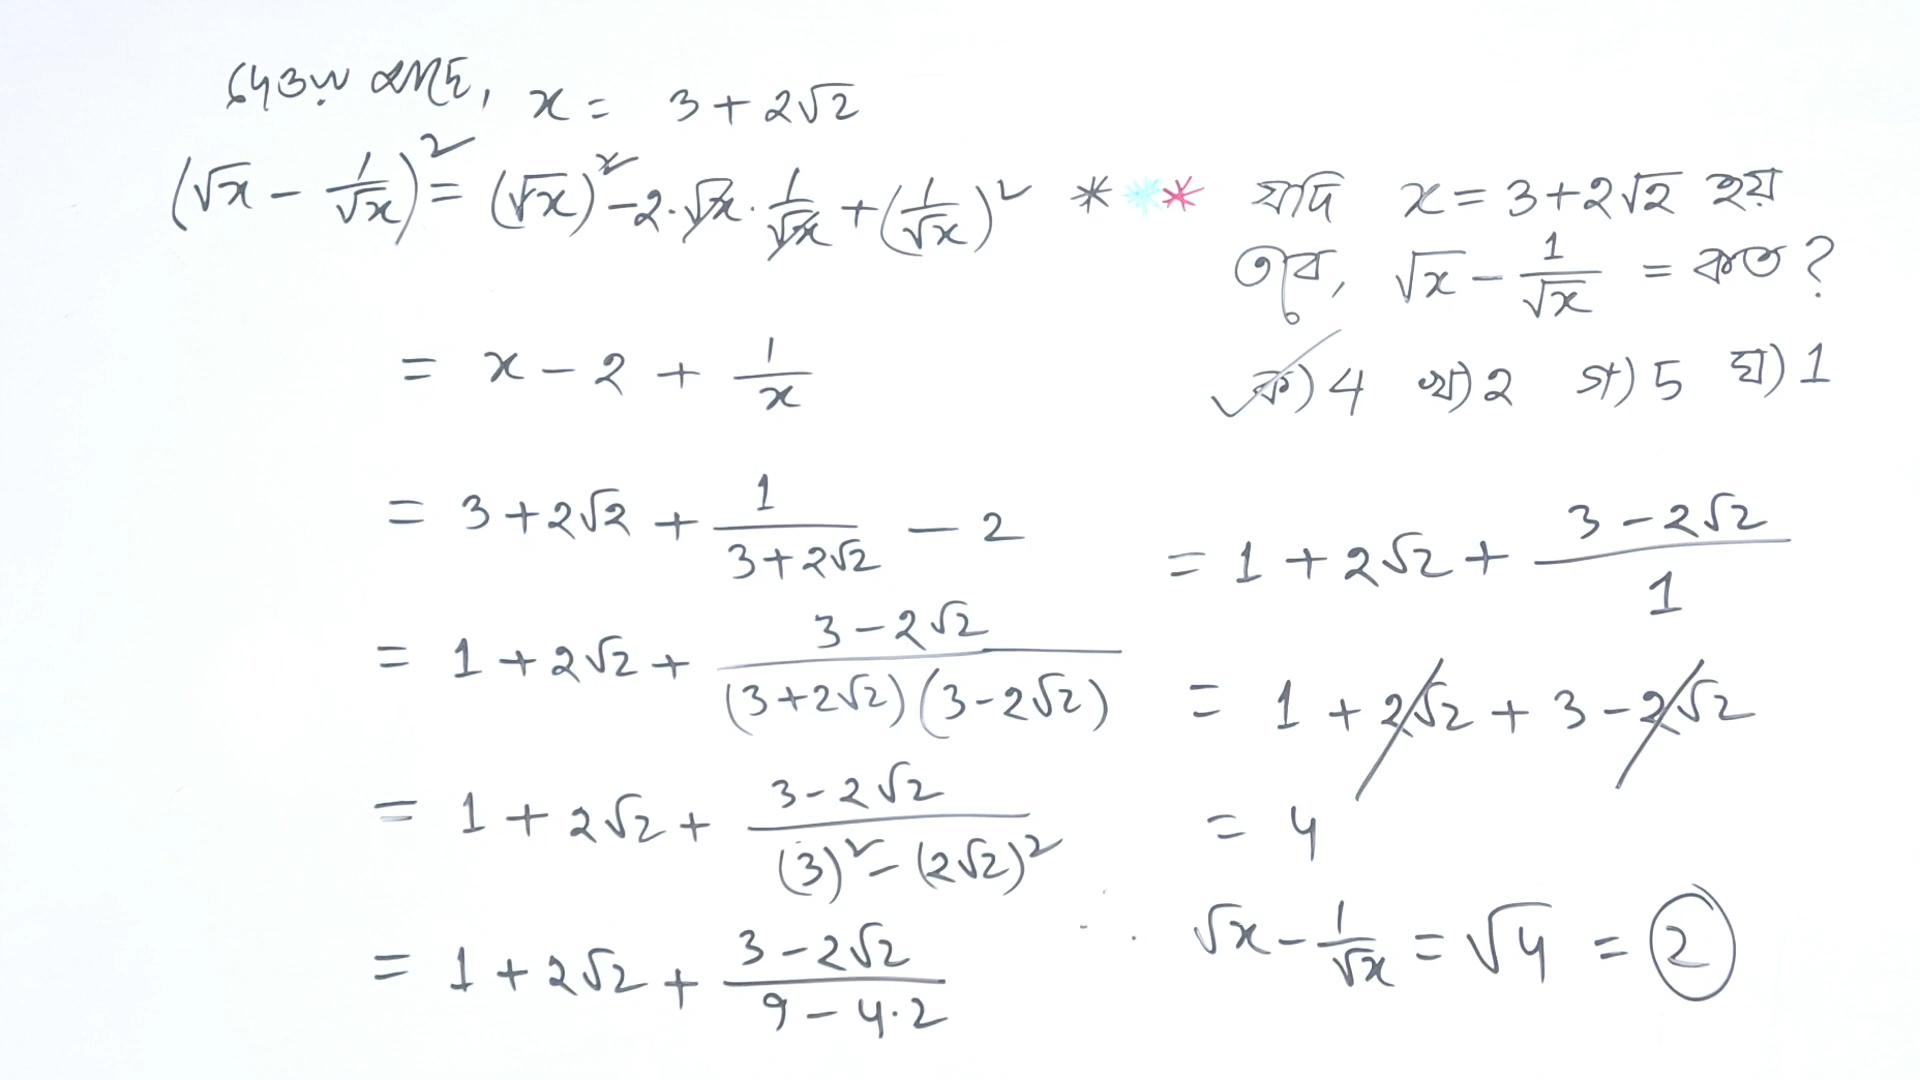 দেওয়া আছে, x = 3+2√2
(√x - 1/√x)² = (√x)² - 2·√x·1/√x + (1/√x)²
= x - 2 + 1/x
= 3+2√2 + 1/(3+2√2) - 2
= 1+2√2 + (3-2√2)/((3+2√2)(3-2√2))
= 1+2√2 + (3-2√2)/((3)²-(2√2)²)
= 1+2√2 + (3-2√2)/(9-4·2)
*** যদি x=3+2√2 হয়
তবে, √x - 1/√x = কত?
✓ ক) 4 খ) 2 গ) 5 ঘ) 1
= 1+2√2 + (3-2√2)/1
= 1+2√2+3-2√2
= 4
∴ √x - 1/√x = √4 = 2